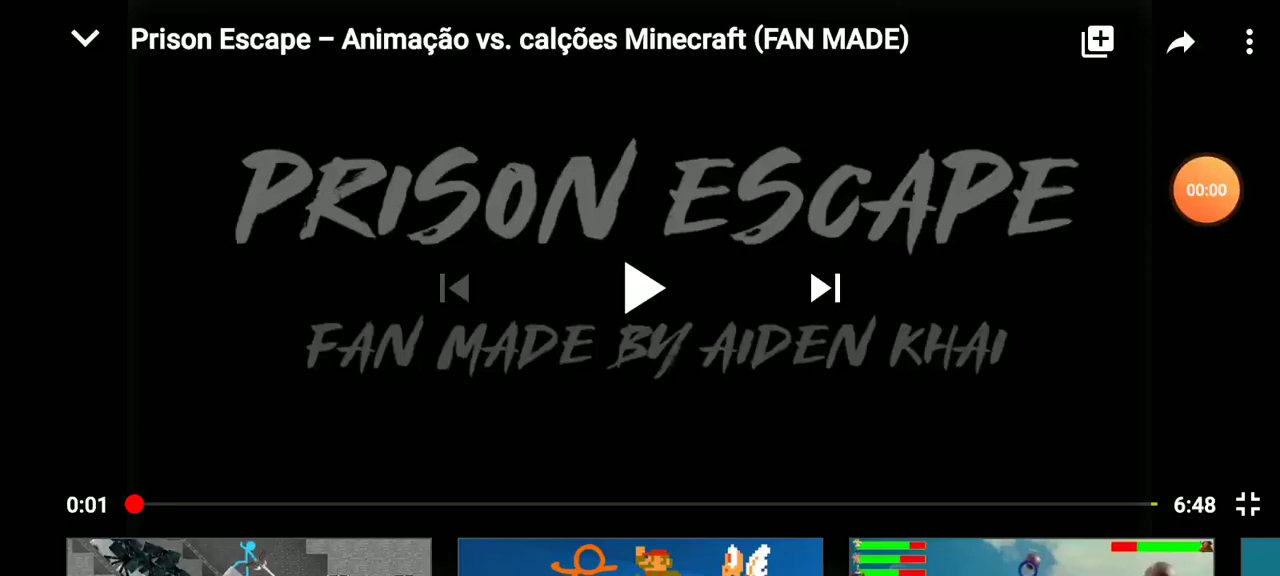 Prison Escape – Animação vs. calções Minecraft (FAN MADE)
PRISON ESCAPE
00:00
FAN MADE BY AIDEN KHAI
0:01
6:48